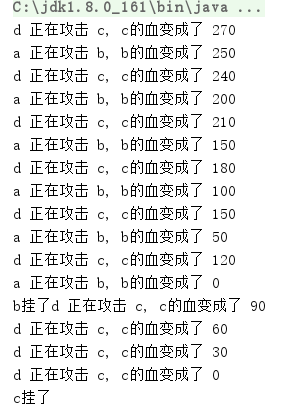 C:\jdk1.8.0_161\bin\java ...
d 正在攻击 c, c的血变成了 270
a 正在攻击 b, b的血变成了 250
d 正在攻击 c, c的血变成了 240
a 正在攻击 b, b的血变成了 200
d 正在攻击 c, c的血变成了 210
a 正在攻击 b, b的血变成了 150
d 正在攻击 c, c的血变成了 180
a 正在攻击 b, b的血变成了 100
d 正在攻击 c, c的血变成了 150
a 正在攻击 b, b的血变成了 50
d 正在攻击 c, c的血变成了 120
a 正在攻击 b, b的血变成了 0
b挂了d 正在攻击 c, c的血变成了 90
d 正在攻击 c, c的血变成了 60
d 正在攻击 c, c的血变成了 30
d 正在攻击 c, c的血变成了 0
c挂了